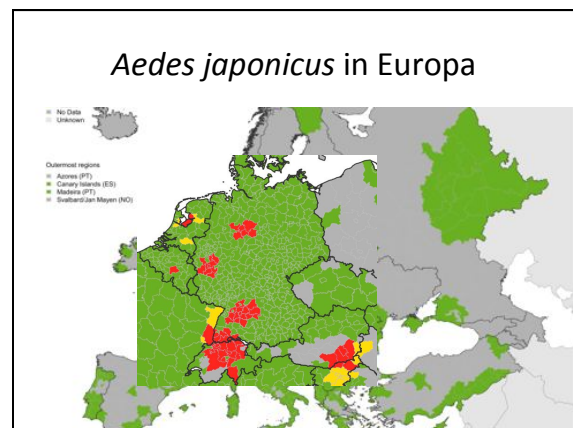 Aedes japonicus in Europa
No Data
Unknown
Outermost regions
Azores (PT)
Canary Islands (ES)
Madeira (PT)
Svalbard/Jan Mayen (NO)